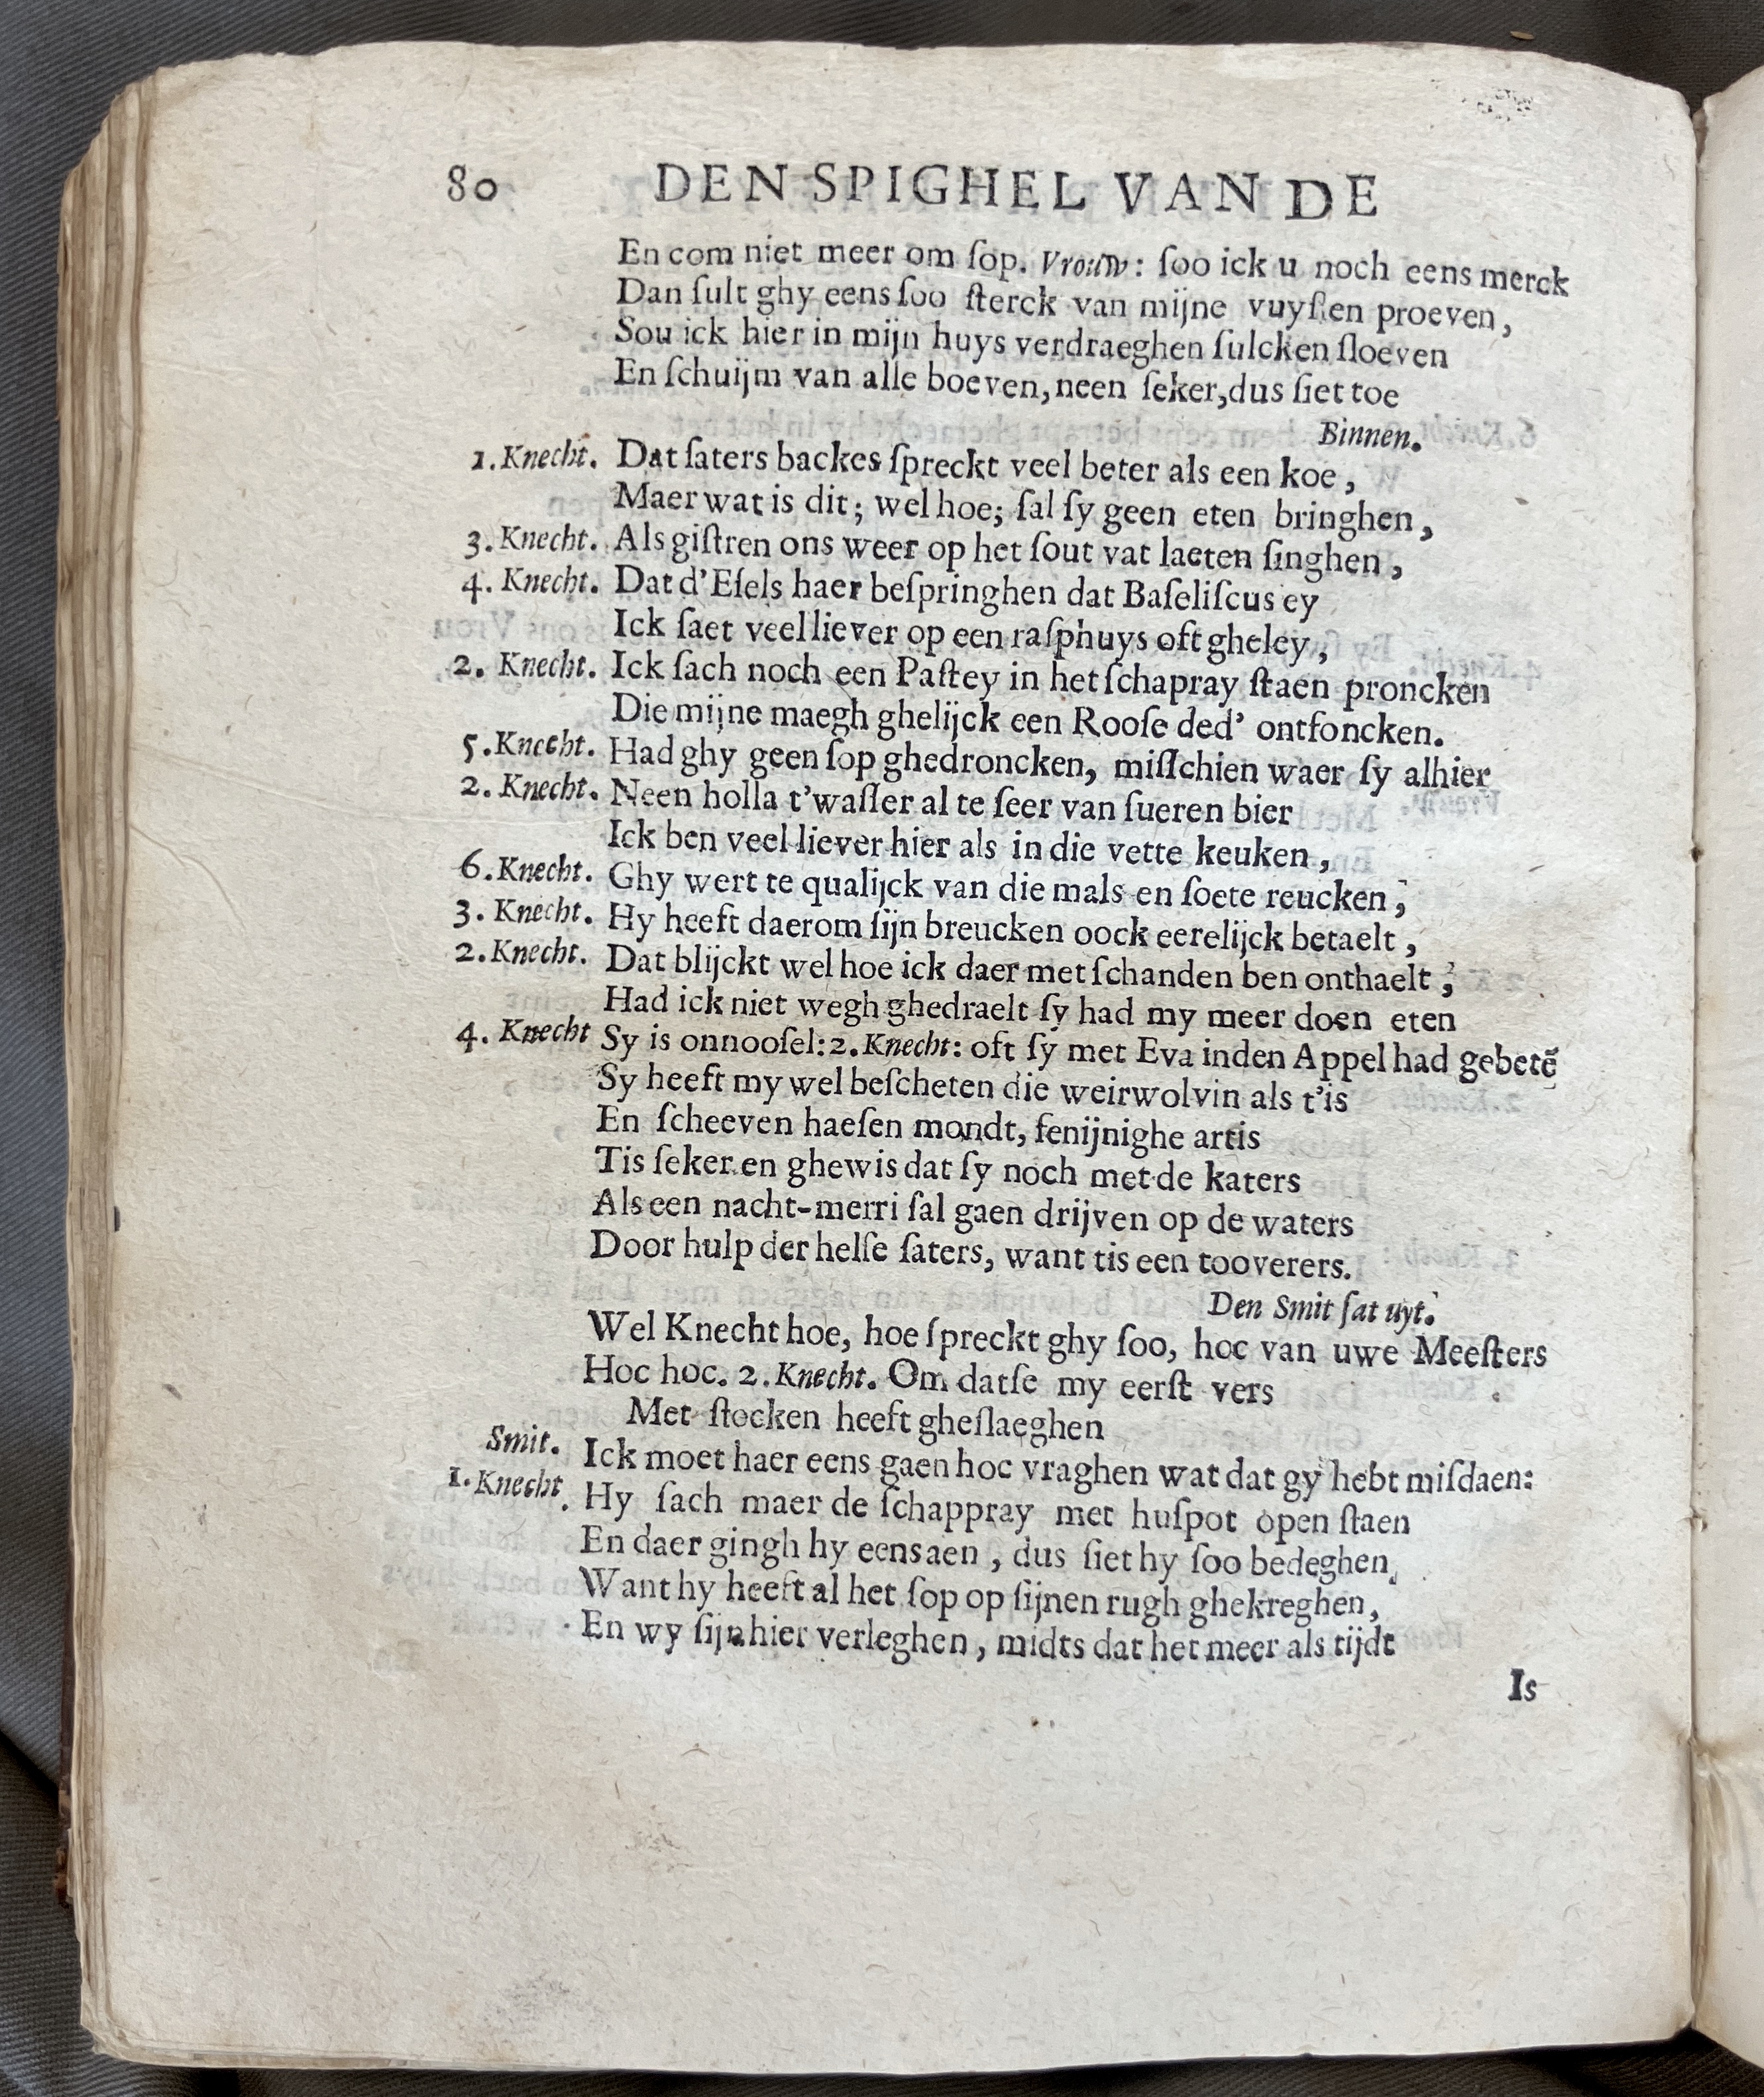 80 DEN SPIGHEL VAN DE
En com niet meer om ſop. Vrouw: ſoo ick u noch eens merck
Dan ſult ghy eens ſoo ſterck van mijne vuyſten proeven,
Sou ick hier in mijn huys verdraeghen ſulcken ſloeven
En ſchuijm van alle boeven, neen ſeker, dus ſiet toe
Binnen.
1. Knecht. Dat ſaters backes ſpreckt veel beter als een koe,
Maer wat is dit; wel hoe; ſal ſy geen eten bringhen,
3. Knecht. Als giſtren ons weer op het ſout vat laeten ſinghen,
4. Knecht. Dat d'Eſels haer beſpringhen dat Baſeliſcus ey
Ick ſaet veel liever op een raſphuys oft gheley,
2. Knecht. Ick ſach noch een Paſtey in het ſchapray ſtaen proncken
Die mijne maegh ghelijck een Rooſe ded' ontfoncken.
5. Knecht. Had ghy geen ſop ghedroncken, miſſchien waer ſy alhier
2. Knecht. Neen holla t'waſſer al te ſeer van ſueren bier
Ick ben veel liever hier als in die vette keuken,
6. Knecht. Ghy wert te qualijck van die mals en ſoete reucken;
3. Knecht. Hy heeft daerom ſijn breucken oock eerelijck betaelt,
2. Knecht. Dat blijckt wel hoe ick daer met ſchanden ben onthaelt;
Had ick niet wegh ghedraelt ſy had my meer doen eten
4. Knecht Sy is onnooſel: 2. Knecht: oft ſy met Eva inden Appel had gebetẽ
Sy heeft my wel beſcheten die weirwolvin als t'is
En ſcheeven haeſen mondt, fenijnighe artis
Tis ſeker en ghewis dat ſy noch met de katers
Als een nacht-merri ſal gaen drijven op de waters
Door hulp der helſe ſaters, want tis een tooverers.
Den Smit ſat uyt.
Wel Knecht hoe, hoe ſpreckt ghy ſoo, hoc van uwe Meeſters
Hoc hoc. 2. Knecht. Om datſe my eerſt vers
Met ſtocken heeft gheſlaeghen
Smit. Ick moet haer eens gaen hoc vraghen wat dat gy hebt miſdaen:
1. Knecht. Hy ſach maer de ſchappray met huſpot open ſtaen
En daer gingh hy eens aen, dus ſiet hy ſoo bedeghen,
Want hy heeft al het ſop op ſijnen rugh ghekreghen,
En wy ſijn hier verleghen, midts dat het meer als tijdt
Is